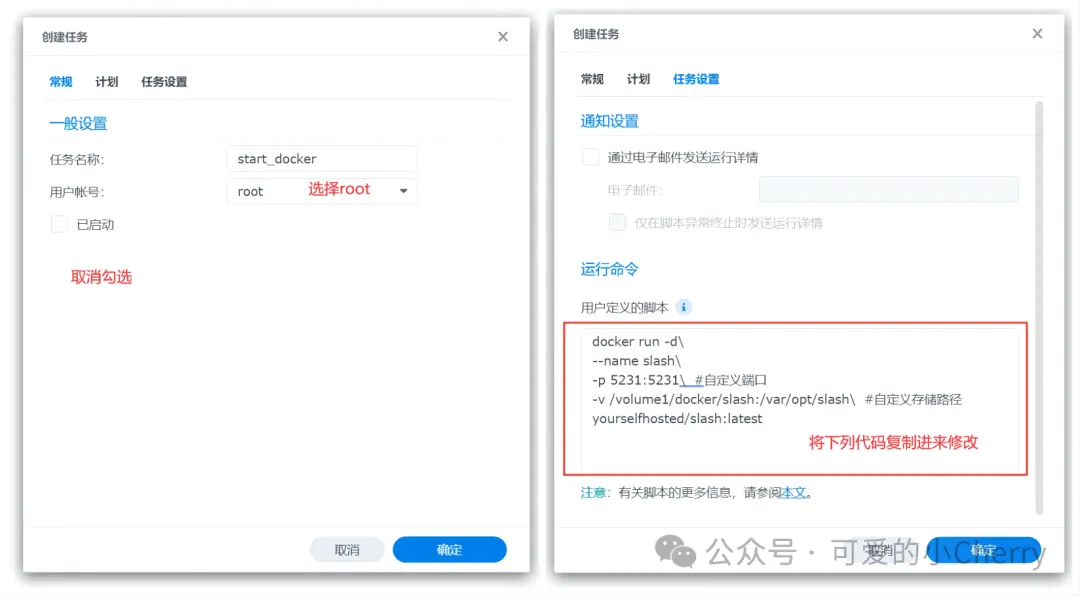 创建任务
常规 计划 任务设置
一般设置
任务名称: start_docker
用户帐号: root 选择root
已启动
取消勾选
取消 确定
创建任务
常规 计划 任务设置
通知设置
通过电子邮件发送运行详情
电子邮件:
仅在脚本异常终止时发送运行详情
运行命令
用户定义的脚本 i
docker run -d\
--name slash\
-p 5231:5231\ #自定义端口
-v /volume1/docker/slash:/var/opt/slash\ #自定义存储路径
yourselfhosted/slash:latest
将下列代码复制进来修改
注意: 有关脚本的更多信息，请参阅本文。
取消 确定
公众号 · 可爱的小Cherry